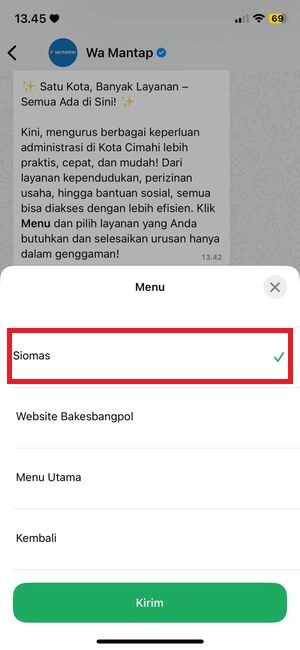 13.45
69
Wa Mantap
✨ Satu Kota, Banyak Layanan –
Semua Ada di Sini! ✨
Kini, mengurus berbagai keperluan
administrasi di Kota Cimahi lebih
praktis, cepat, dan mudah! Dari
layanan kependudukan, perizinan
usaha, hingga bantuan sosial, semua
bisa diakses dengan lebih efisien. Klik
Menu dan pilih layanan yang Anda
butuhkan dan selesaikan urusan hanya
dalam genggaman!
13.42
Menu
Siomas
Website Bakesbangpol
Menu Utama
Kembali
Kirim